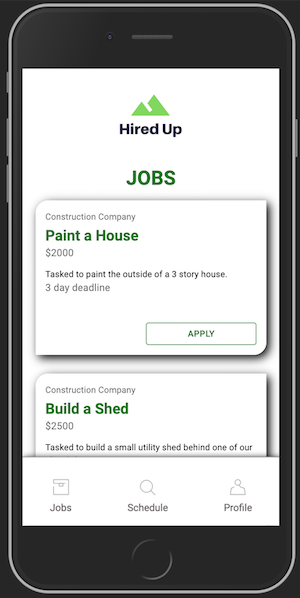 Hired Up
JOBS
Construction Company
Paint a House
$2000
Tasked to paint the outside of a 3 story house.
3 day deadline
APPLY
Construction Company
Build a Shed
$2500
Tasked to build a small utility shed behind one of our
Jobs
Schedule
Profile